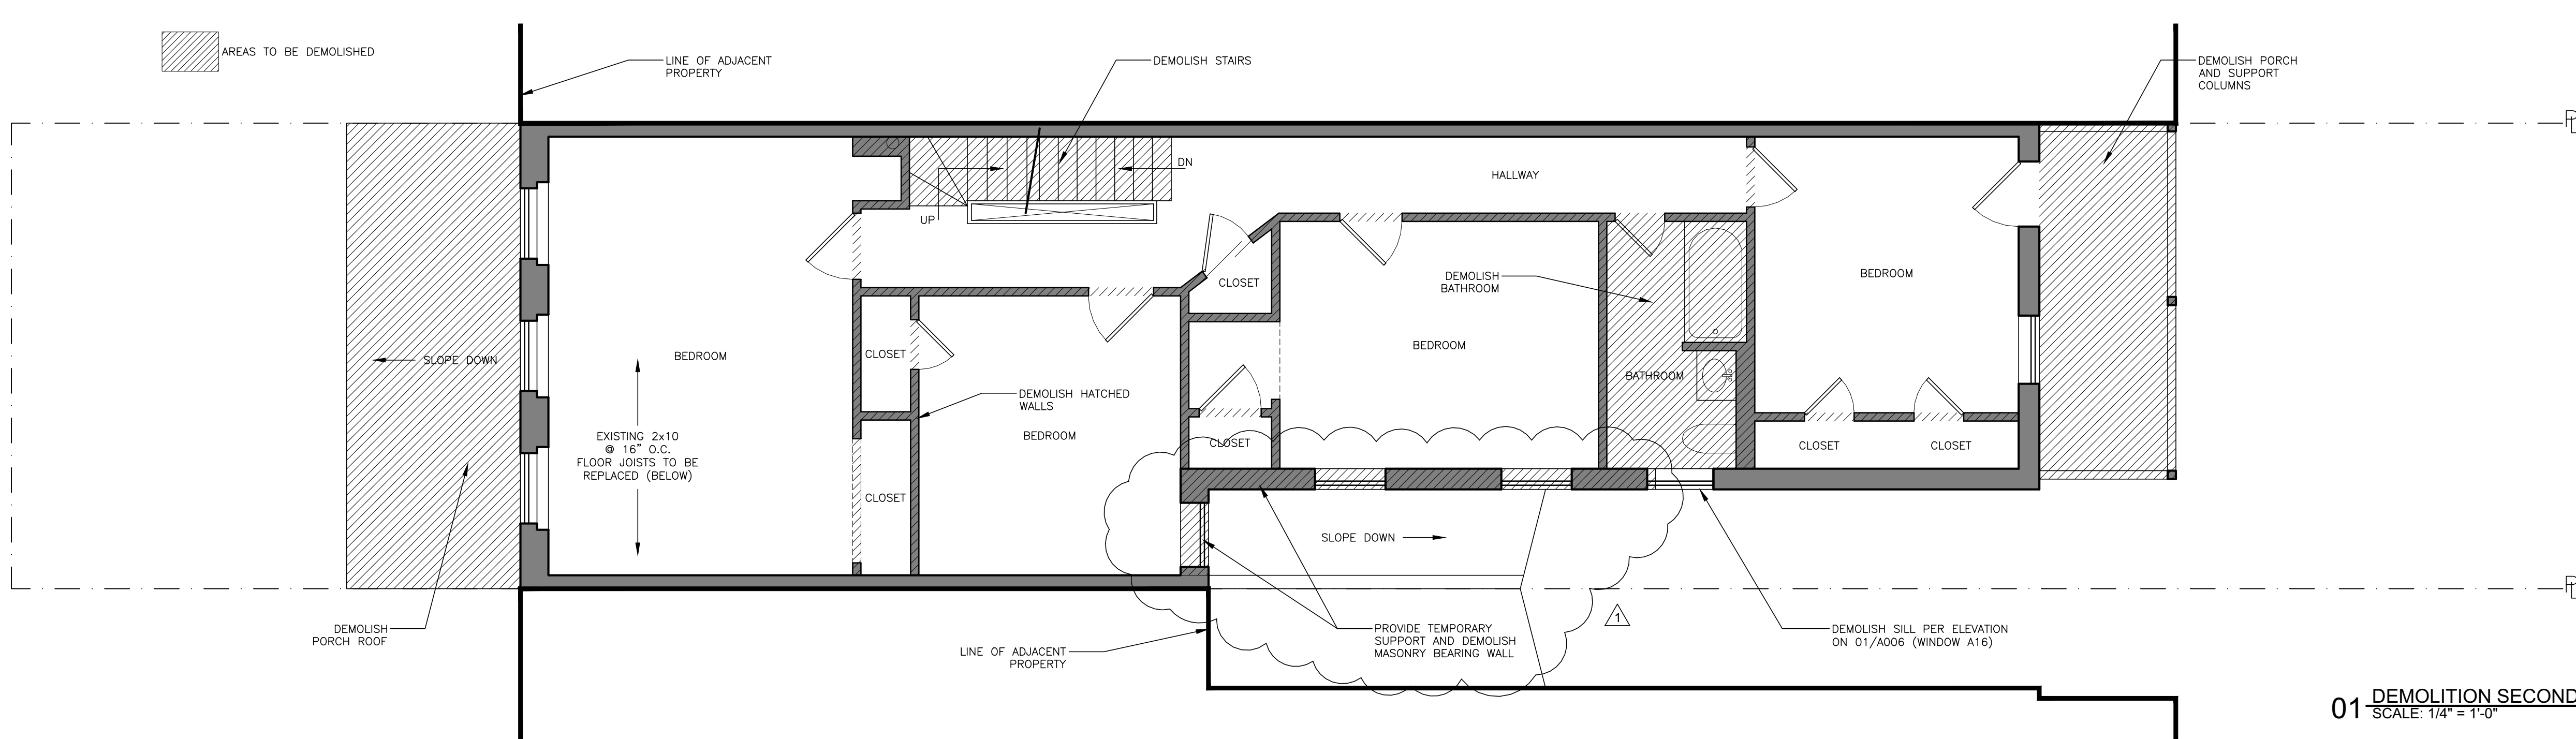 AREAS TO BE DEMOLISHED
LINE OF ADJACENT
PROPERTY
DEMOLISH STAIRS
DEMOLISH PORCH
AND SUPPORT
COLUMNS
DN
UP
HALLWAY
CLOSET
DEMOLISH
BATHROOM
BEDROOM
SLOPE DOWN
BEDROOM
CLOSET
BEDROOM
BATHROOM
DEMOLISH HATCHED
WALLS
EXISTING 2x10
@ 16" O.C.
FLOOR JOISTS TO BE
REPLACED (BELOW)
BEDROOM
CLOSET
CLOSET
CLOSET
CLOSET
SLOPE DOWN
DEMOLISH
PORCH ROOF
LINE OF ADJACENT
PROPERTY
PROVIDE TEMPORARY
SUPPORT AND DEMOLISH
MASONRY BEARING WALL
1
DEMOLISH SILL PER ELEVATION
ON 01/A006 (WINDOW A16)
01 DEMOLITION SECOND
SCALE: 1/4" = 1'-0"